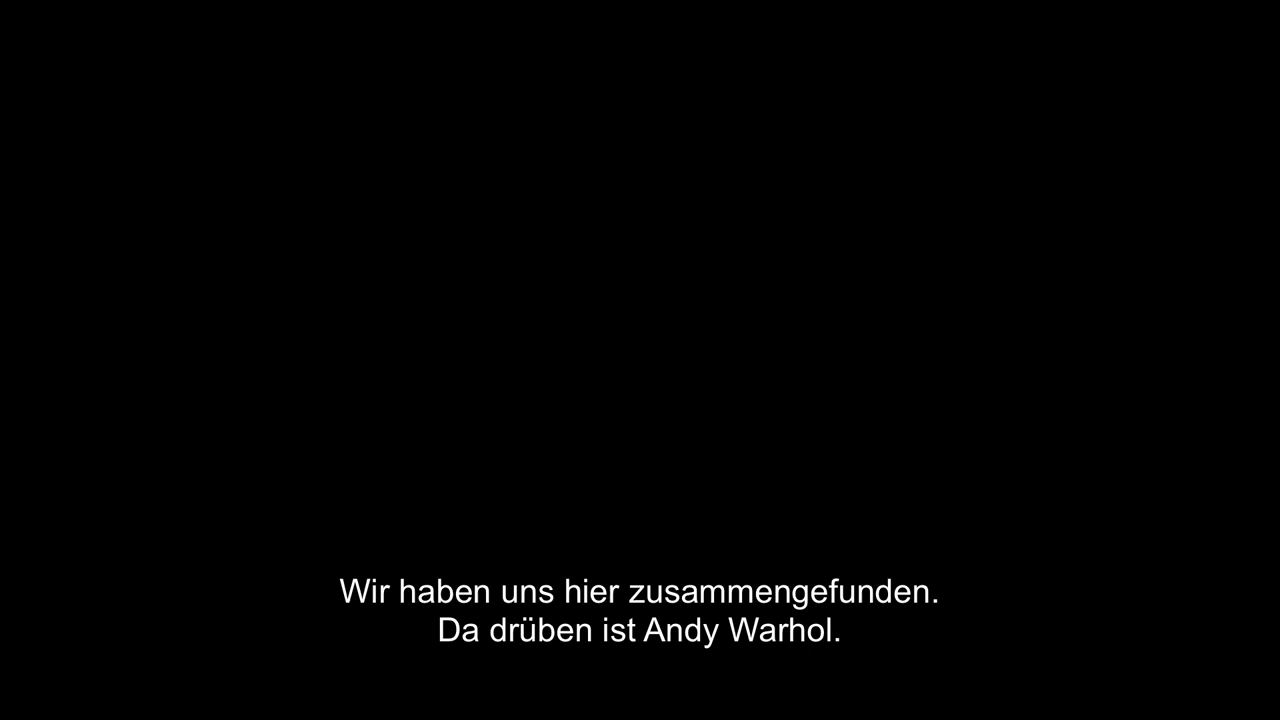 Wir haben uns hier zusammengefunden.
Da drüben ist Andy Warhol.